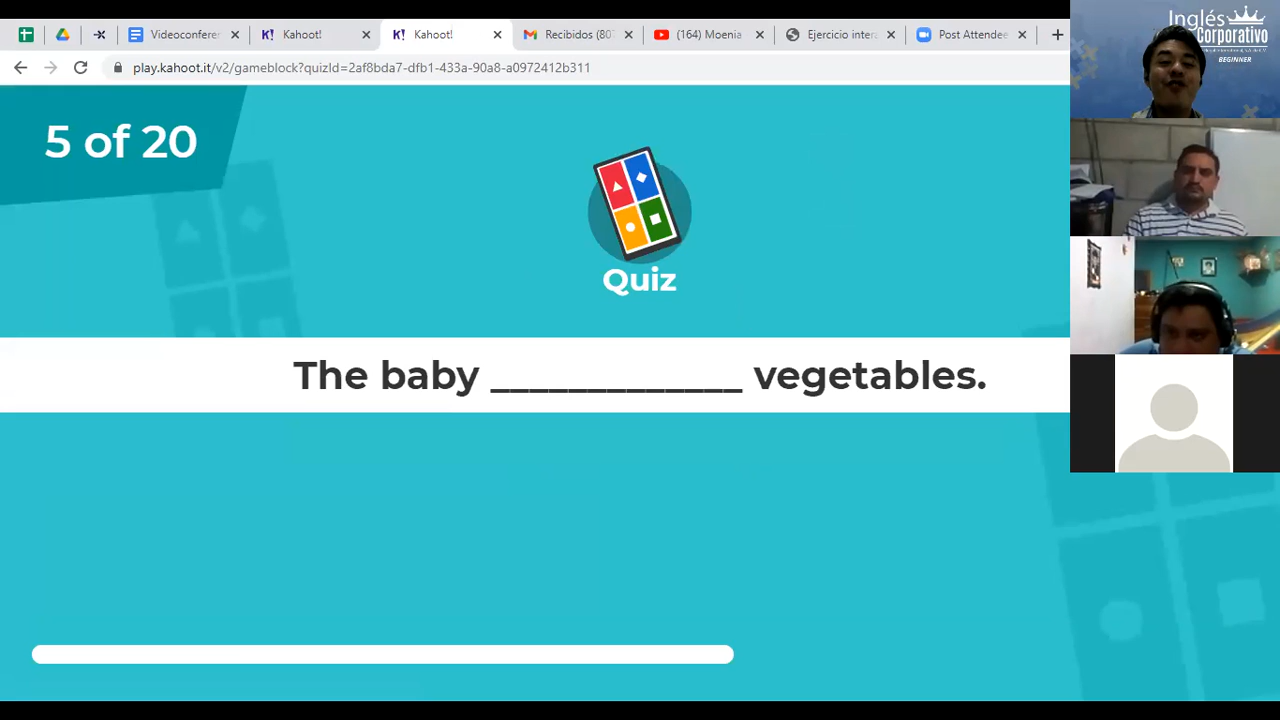 Videoconfere
Kahoot!
Kahoot!
Recibidos (80
(164) Moenia
Ejercicio inter
Post Attendee
play.kahoot.it/v2/gameblock?quizId=2af8bda7-dfb1-433a-90a8-a0972412b311
Inglés
Corporativo
BEGINNER
5 of 20
Quiz
The baby _____________ vegetables.